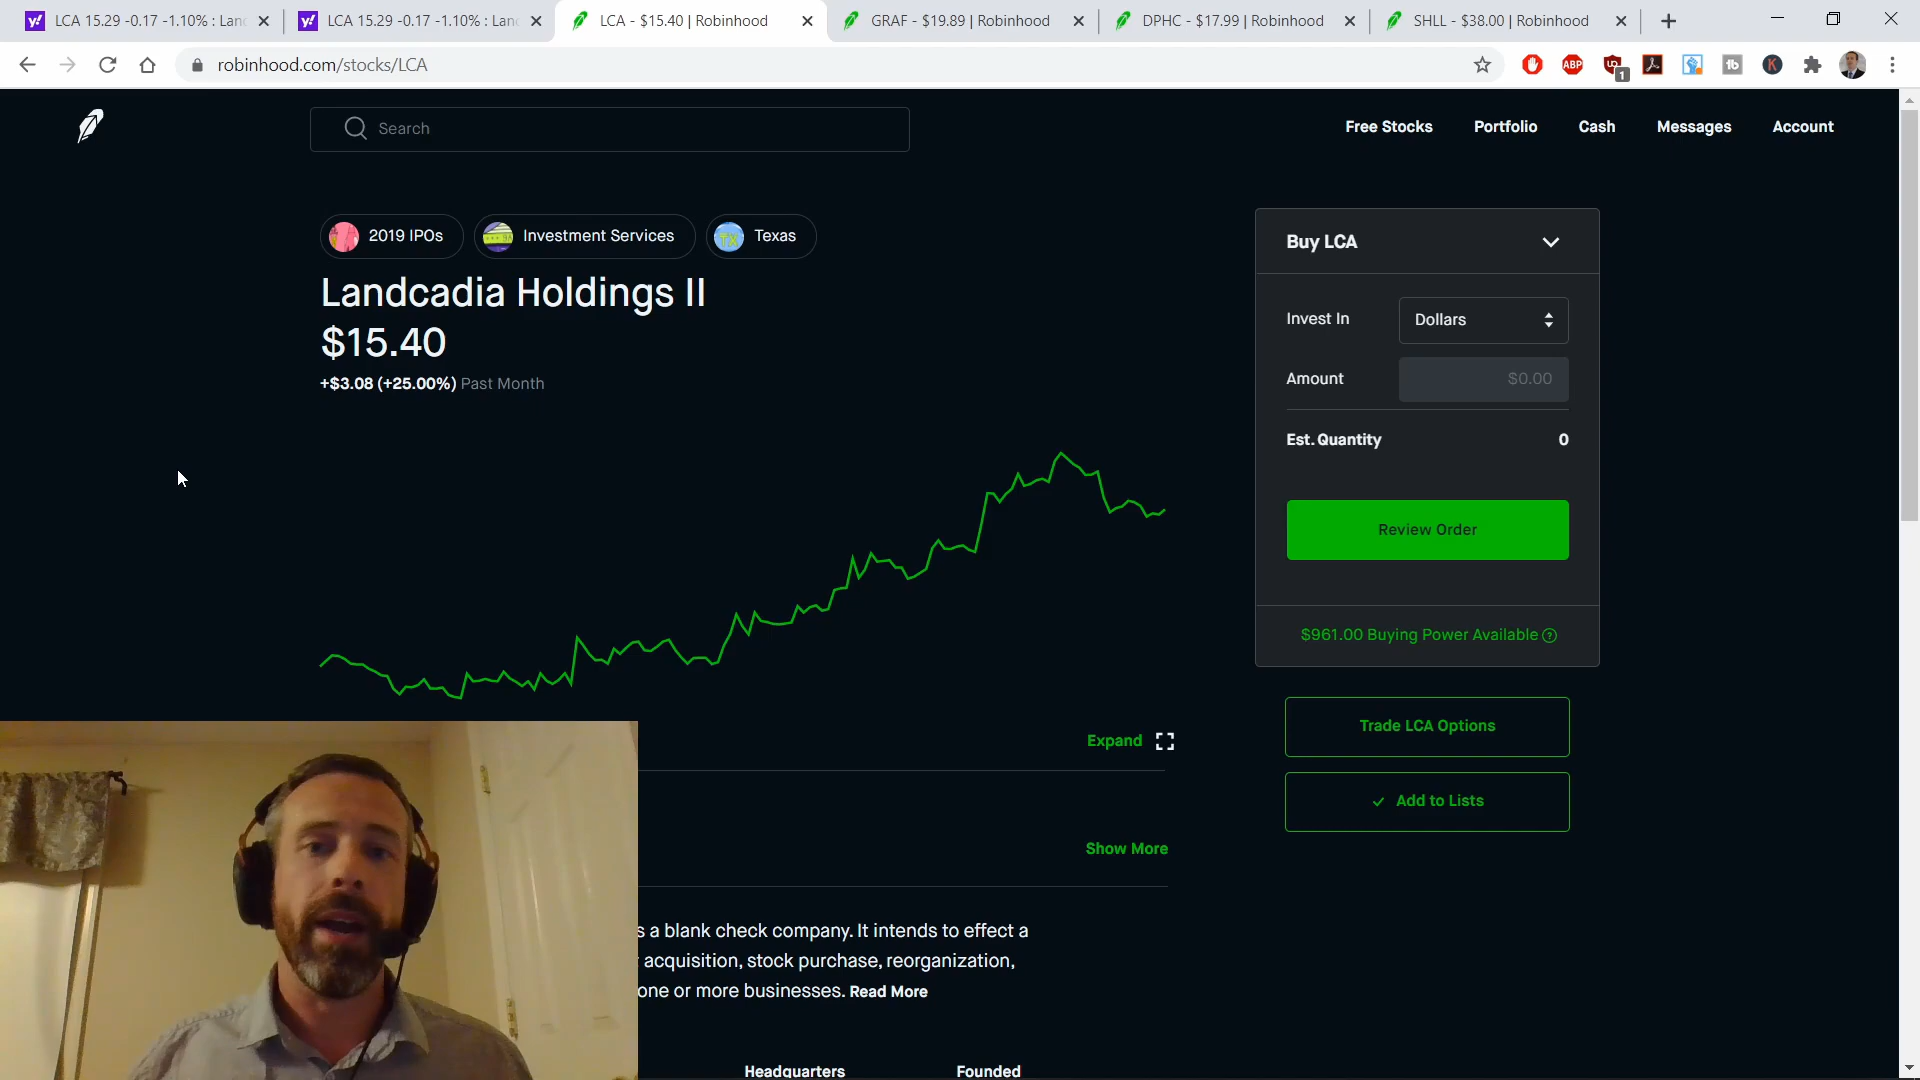 LCA 15.29 -0.17 -1.10% : Lan
LCA 15.29 -0.17 -1.10% : Lan
LCA - $15.40 | Robinhood
GRAF - $19.89 | Robinhood
DPHC - $17.99 | Robinhood
SHLL - $38.00 | Robinhood
robinhood.com/stocks/LCA
ABP
1
tb
K
Search
Free Stocks
Portfolio
Cash
Messages
Account
2019 IPOs
Investment Services
TX
Texas
Landcadia Holdings II
$15.40
+$3.08 (+25.00%) Past Month
Buy LCA
Invest In
Dollars
Amount
$0.00
Est. Quantity
0
Review Order
$961.00 Buying Power Available
Trade LCA Options
Add to Lists
Expand
Show More
s a blank check company. It intends to effect a
acquisition, stock purchase, reorganization,
one or more businesses. Read More
Headquarters
Founded